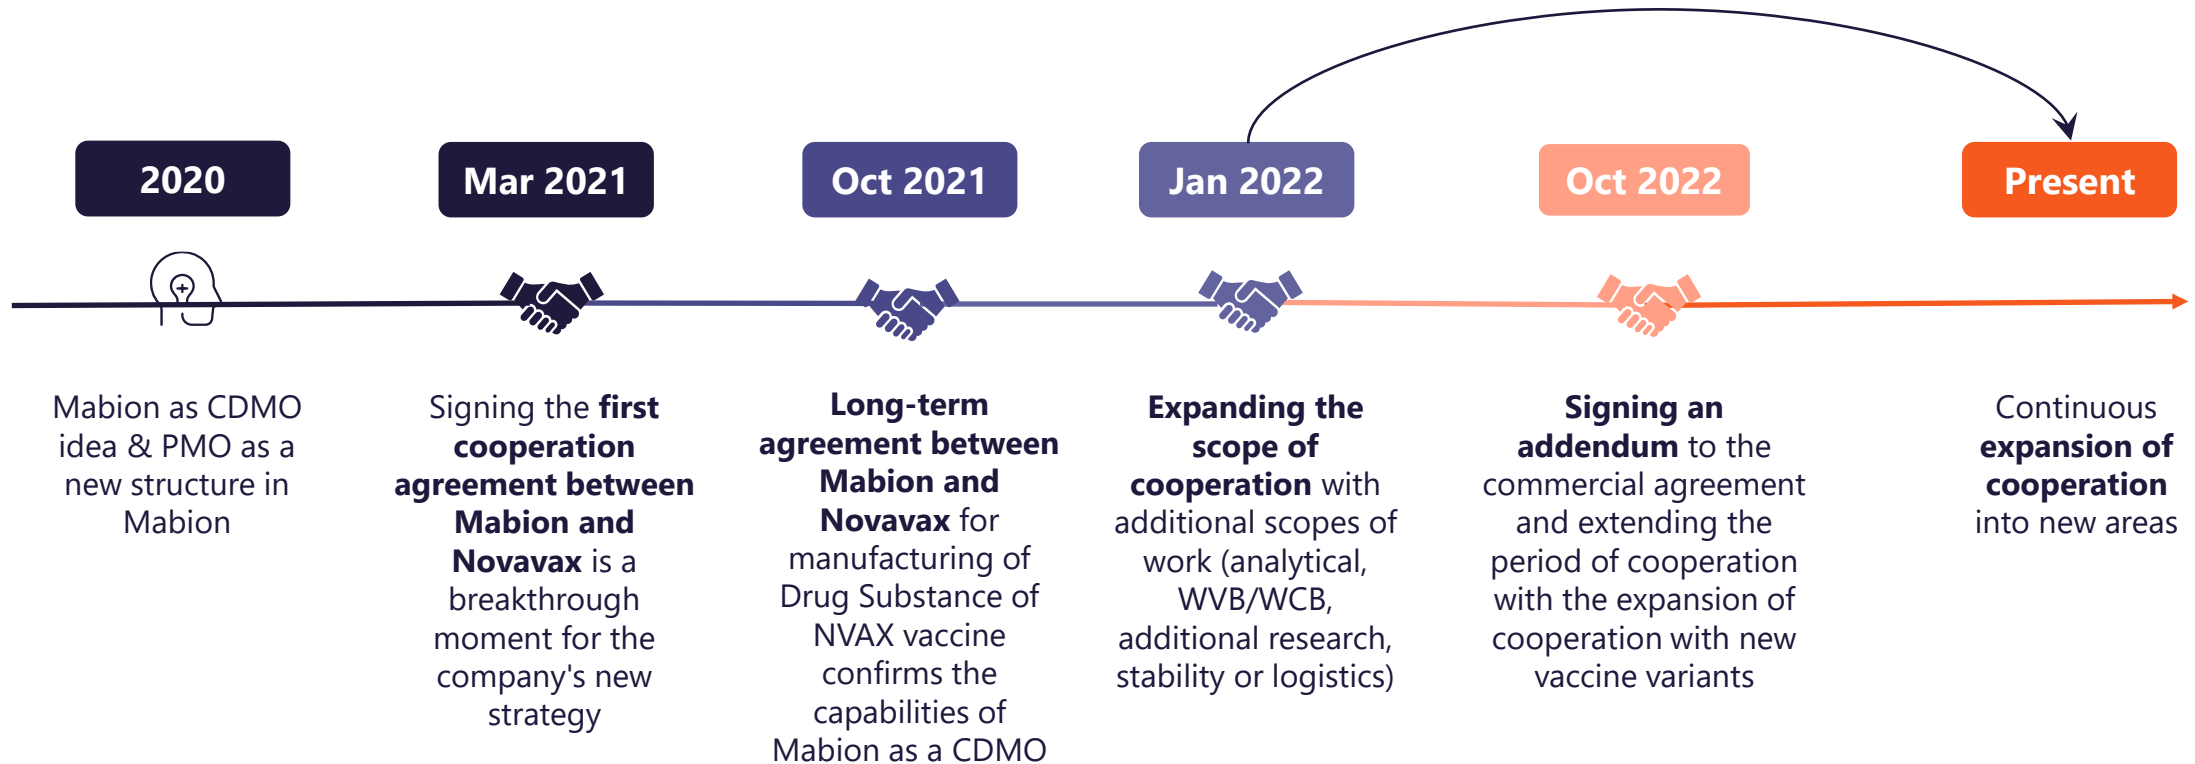 2020
Mabion as CDMO
idea & PMO as a
new structure in
Mabion
Mar 2021
Signing the first
cooperation
agreement between
Mabion and
Novavax is a
breakthrough
moment for the
company's new
strategy
Oct 2021
Long-term
agreement between
Mabion and
Novavax for
manufacturing of
Drug Substance of
NVAX vaccine
confirms the
capabilities of
Mabion as a CDMO
Jan 2022
Expanding the
scope of
cooperation with
additional scopes of
work (analytical,
WVB/WCB,
additional research,
stability or logistics)
Oct 2022
Signing an
addendum to the
commercial agreement
and extending the
period of cooperation
with the expansion of
cooperation with new
vaccine variants
Present
Continuous
expansion of
cooperation
into new areas